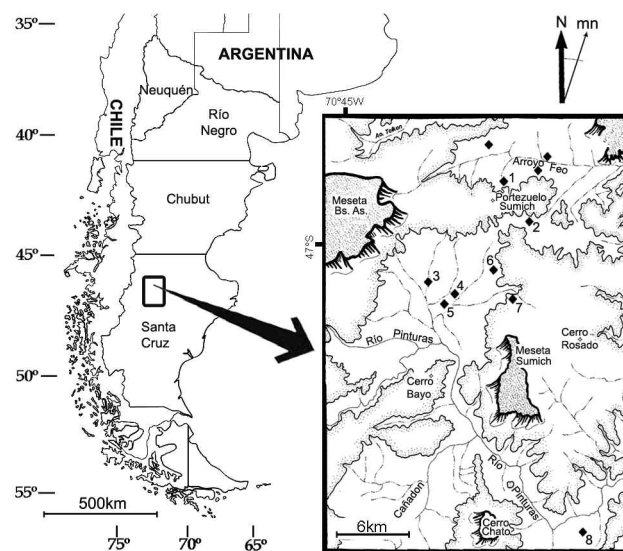 35º
40º
45º
50º
55º
75º
70º
65º
500km
ARGENTINA
CHILE
Neuquén
Río
Negro
Chubut
Santa
Cruz
N
mn
70º45W
47ºS
Meseta
Bs. As.
Arroyo Feo
1
Portezuelo
Sumich
2
3
4
5
6
7
Río Pinturas
Cerro
Bayo
Meseta
Sumich
Cerro
Rosado
Río Pinturas
Cañadon
Cerro
Chato
8
6km